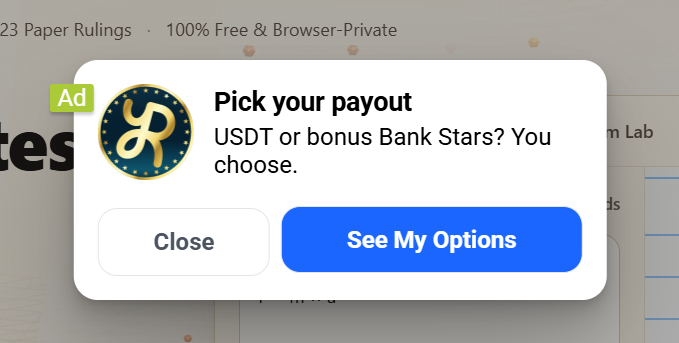 23 Paper Rulings · 100% Free & Browser-Private
Ad
Pick your payout
USDT or bonus Bank Stars? You
choose.
tes
m Lab
ds
Close
See My Options